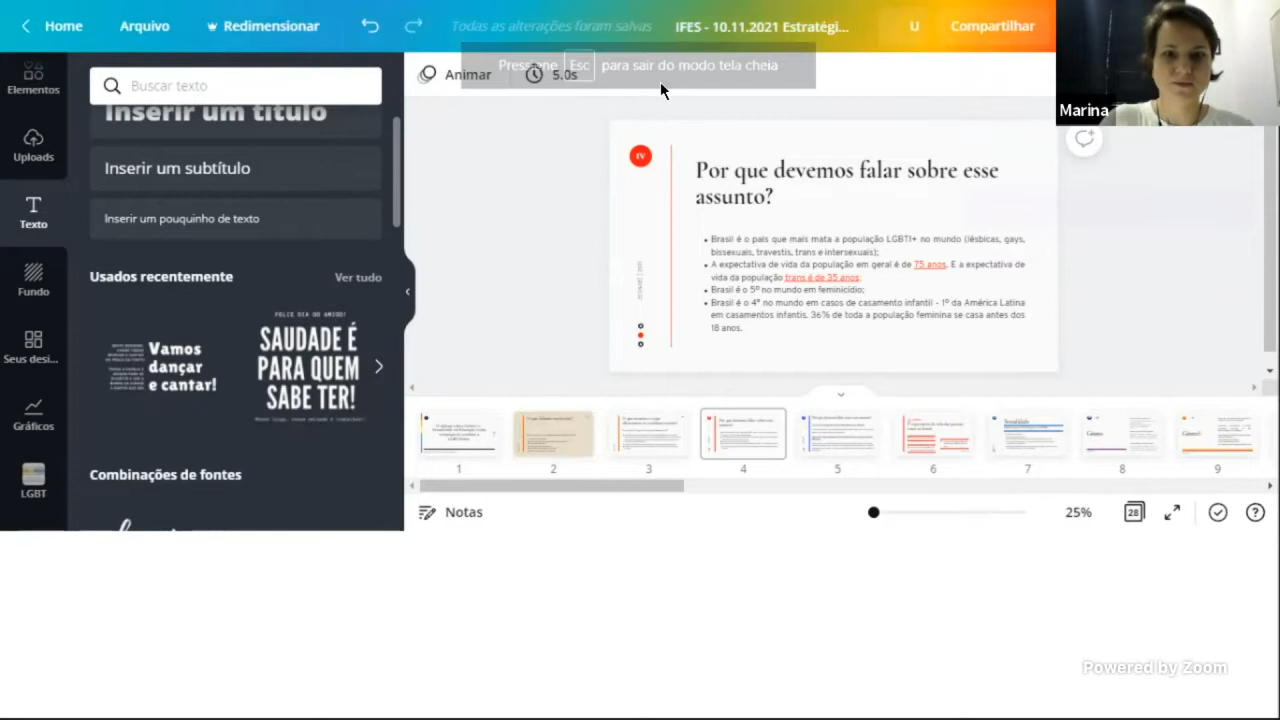 Home
Arquivo
Redimensionar
Todas as alterações foram salvas
IFES - 10.11.2021 Estratégi...
U
Compartilhar
Marina
Elementos
Uploads
Texto
Fundo
Seus desi...
Gráficos
LGBT
Buscar texto
Inserir um título
Inserir um subtítulo
Inserir um pouquinho de texto
Usados recentemente
Ver tudo
Vamos
dançar
e cantar!
FELIZ DIA DO AMIGO!
SAUDADE É
PARA QUEM
SABE TER!
Combinações de fontes
Animar
5.0s
Pressione Esc para sair do modo tela cheia
IV
Por que devemos falar sobre esse
assunto?
• Brasil é o país que mais mata a população LGBTI+ no mundo (lésbicas, gays,
bissexuais, travestis, trans e intersexuais);
• A expectativa de vida da população em geral é de 75 anos. E a expectativa de
vida da população trans é de 35 anos;
• Brasil é o 5º no mundo em feminicídio;
• Brasil é o 4º no mundo em casos de casamento infantil - 1º da América Latina
em casamentos infantis. 36% de toda a população feminina se casa antes dos
18 anos.
1
2
3
4
5
6
7
8
9
Notas
25%
28
Powered by Zoom